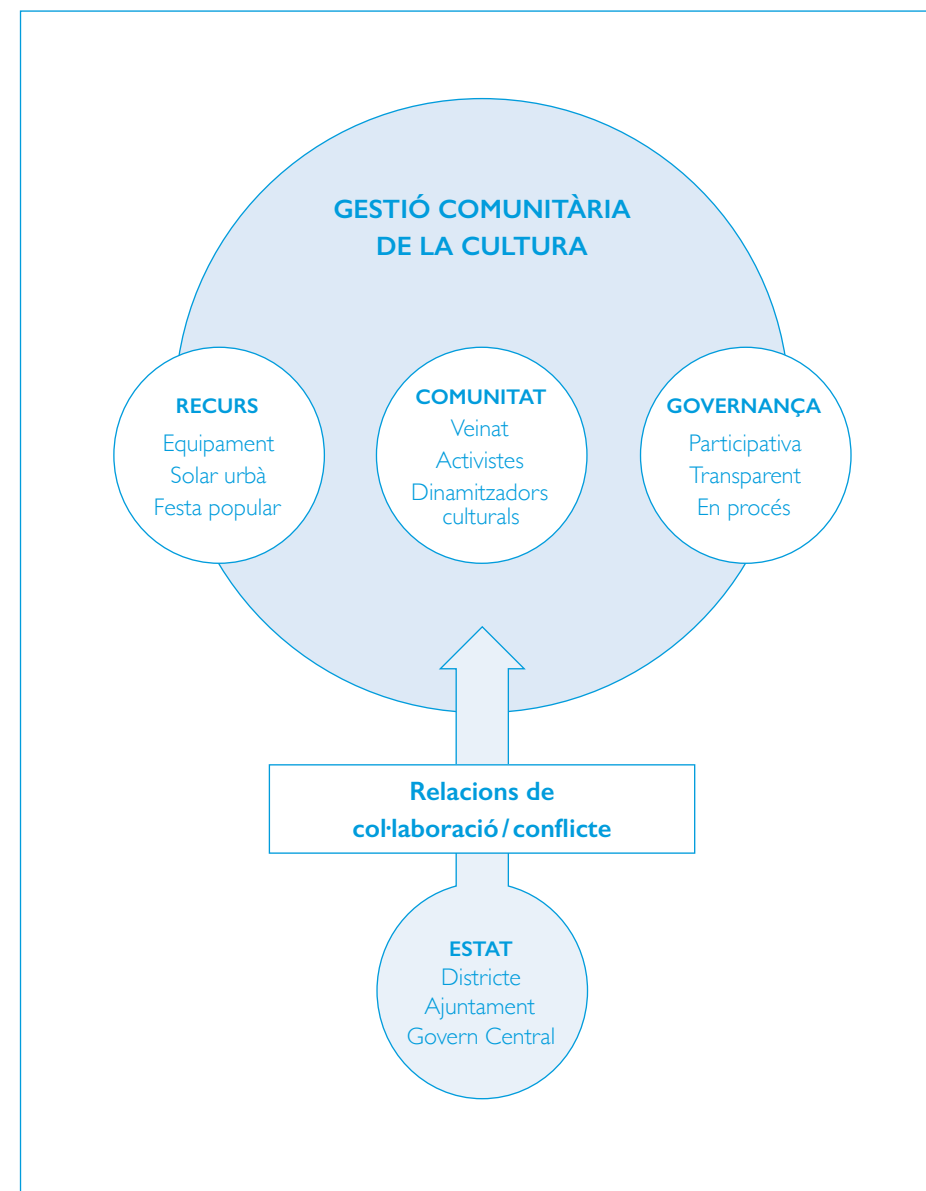 GESTIÓ COMUNITÀRIA
DE LA CULTURA
RECURS
Equipament
Solar urbà
Festa popular
COMUNITAT
Veinat
Activistes
Dinamitzadors
culturals
GOVERNANÇA
Participativa
Transparent
En procés
Relacions de
col·laboració / conflicte
ESTAT
Districte
Ajuntament
Govern Central